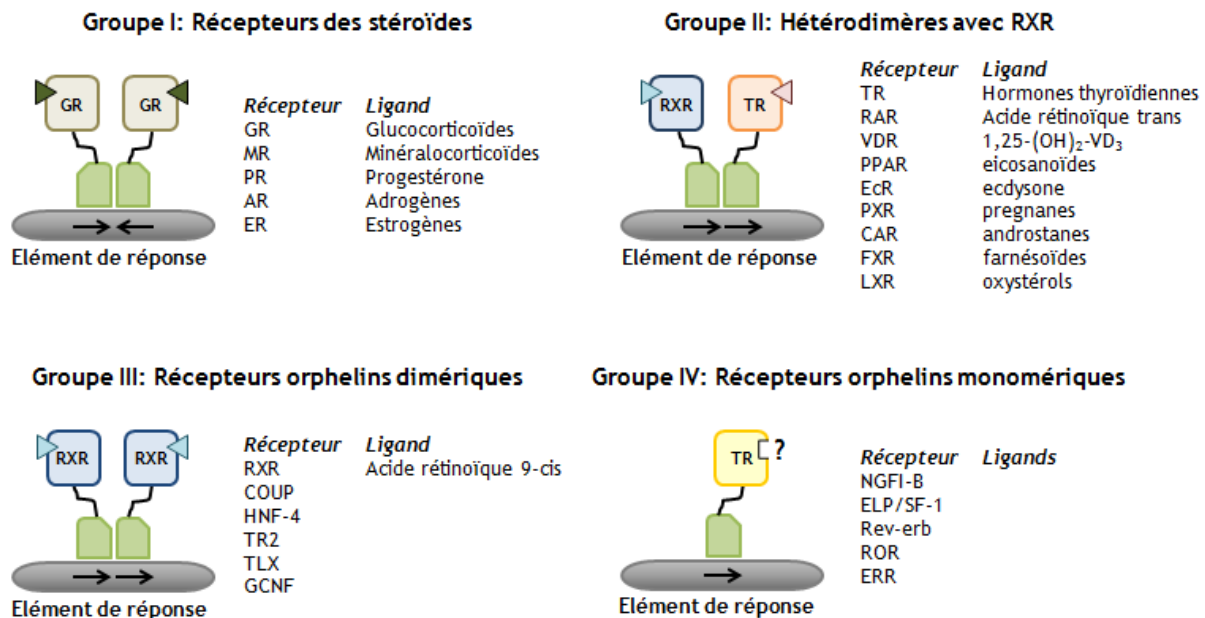 Groupe I: Récepteurs des stéroïdes
GR
GR
Récepteur Ligand
GR Glucocorticoïdes
MR Minéralocorticoïdes
PR Progestérone
AR Adrogènes
ER Estrogènes
Elément de réponse
Groupe II: Hétérodimères avec RXR
RXR
TR
Récepteur Ligand
TR Hormones thyroïdiennes
RAR Acide rétinoïque trans
VDR 1,25-(OH)₂-VD₃
PPAR eicosanoïdes
EcR ecdysone
PXR pregnanes
CAR androstanes
FXR farnésoïdes
LXR oxystérols
Elément de réponse
Groupe III: Récepteurs orphelins dimériques
RXR
RXR
Récepteur Ligand
RXR Acide rétinoïque 9-cis
COUP
HNF-4
TR2
TLX
GCNF
Elément de réponse
Groupe IV: Récepteurs orphelins monomériques
TR ?
Récepteur Ligands
NGFI-B
ELP/SF-1
Rev-erb
ROR
ERR
Elément de réponse